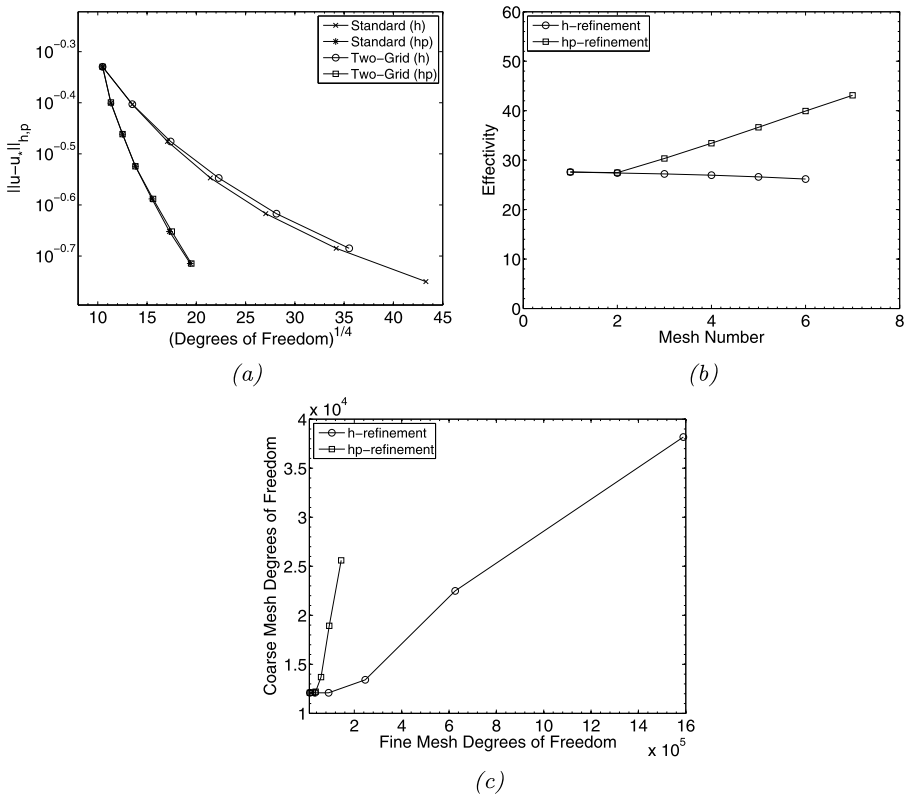 Standard (h)
Standard (hp)
Two−Grid (h)
Two−Grid (hp)
10^−0.3
10^−0.4
10^−0.5
10^−0.6
10^−0.7
||u−u*||h,p
10 15 20 25 30 35 40 45
(Degrees of Freedom)^1/4
(a)
h−refinement
hp−refinement
60
50
40
30
20
10
0
Effectivity
0 2 4 6 8
Mesh Number
(b)
x 10^4
h−refinement
hp−refinement
4
3.5
3
2.5
2
1.5
1
Coarse Mesh Degrees of Freedom
2 4 6 8 10 12 14 16
Fine Mesh Degrees of Freedom
x 10^5
(c)